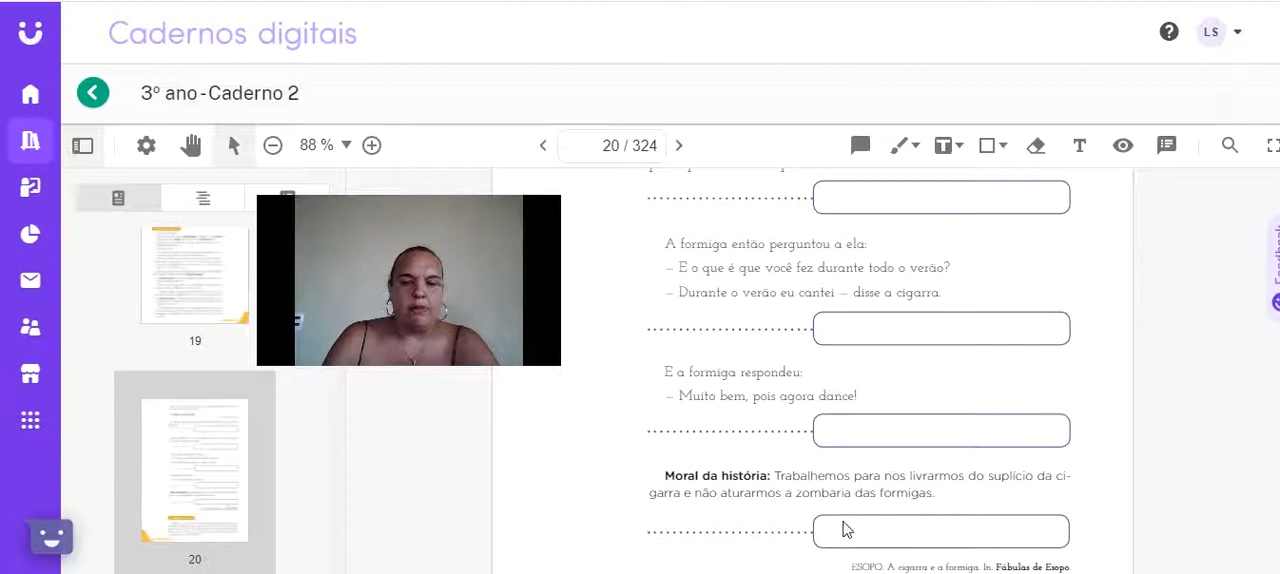 Cadernos digitais
LS
3º ano - Caderno 2
88 %
20 / 324
A formiga então perguntou a ela:
– E o que é que você fez durante todo o verão?
– Durante o verão eu cantei – disse a cigarra.
19
E a formiga respondeu:
– Muito bem, pois agora dance!
Moral da história: Trabalhemos para nos livrarmos do suplício da ci-
garra e não aturarmos a zombaria das formigas.
20
ESOPO. A cigarra e a formiga. In: Fábulas de Esopo.
Feedback